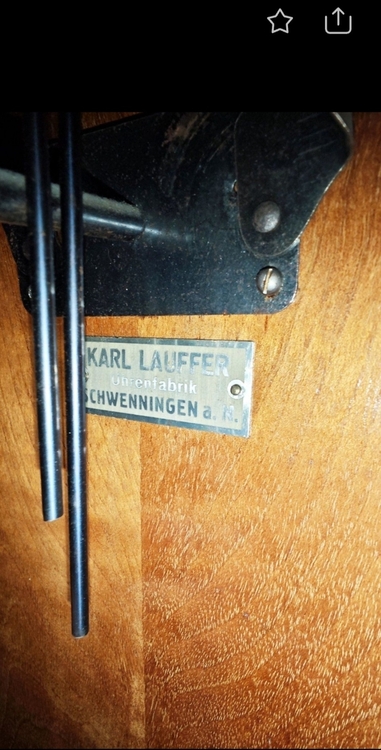 KARL LAUFFER
Uhrenfabrik
SCHWENNINGEN a. N.